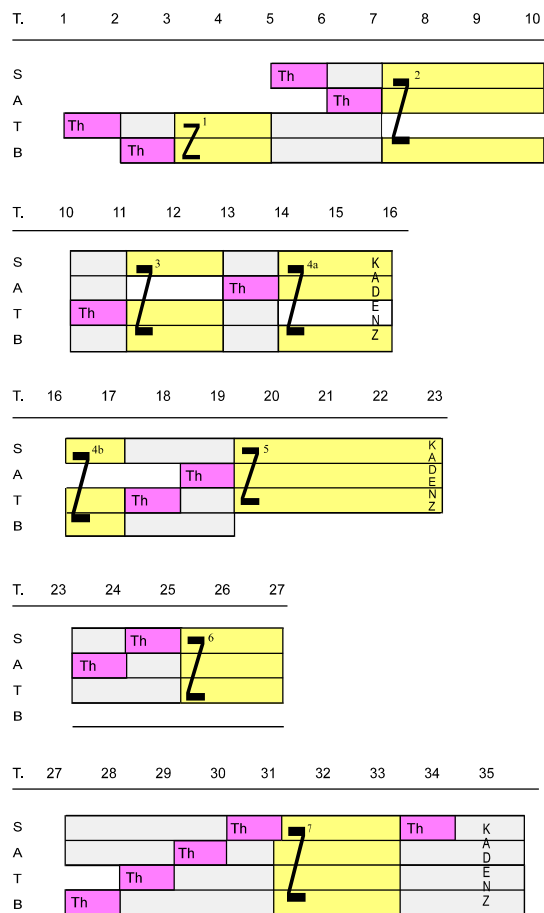 T. 1 2 3 4 5 6 7 8 9 10
S Th 2
A Th
T Th 1
B Th
T. 10 11 12 13 14 15 16
S 3 4a KADENZ
A Th
T Th
B
T. 16 17 18 19 20 21 22 23
S 4b 5 KADENZ
A Th
T Th
B
T. 23 24 25 26 27
S Th 6
A Th
T
B
T. 27 28 29 30 31 32 33 34 35
S Th 7 Th KADENZ
A Th
T Th
B Th